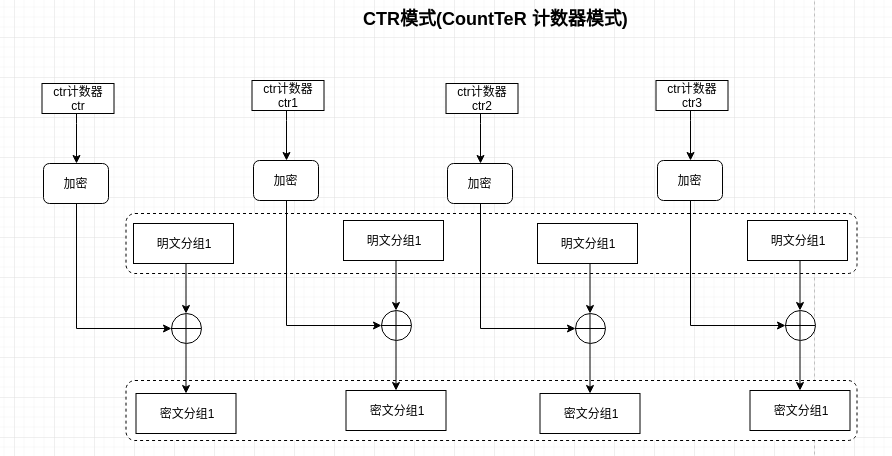 CTR模式(CountTeR 计数器模式)
ctr计数器
ctr
ctr计数器
ctr1
ctr计数器
ctr2
ctr计数器
ctr3
加密
加密
加密
加密
明文分组1
明文分组1
明文分组1
明文分组1
密文分组1
密文分组1
密文分组1
密文分组1